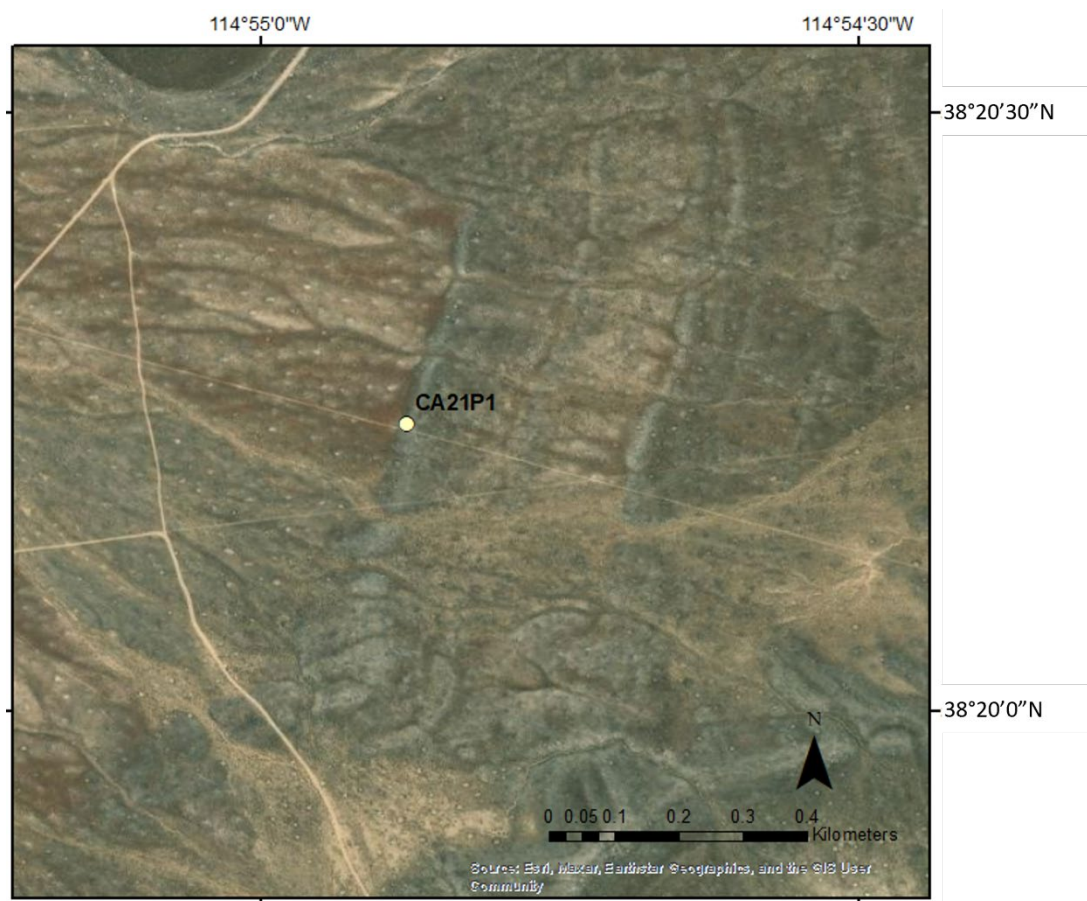 114°55'0"W
114°54'30"W
38°20’30”N
CA21P1
38°20’0”N
N
0 0.05 0.1 0.2 0.3 0.4
Kilometers
Source: Esri, Maxar, Earthstar Geographics, and the GIS User
Community